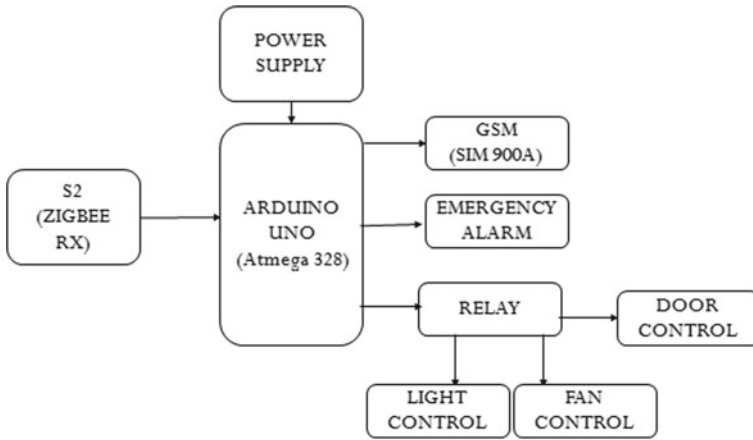 POWER
SUPPLY
GSM
(SIM 900A)
S2
(ZIGBEE
RX)
ARDUINO
UNO
(Atmega 328)
EMERGENCY
ALARM
RELAY
DOOR
CONTROL
LIGHT
CONTROL
FAN
CONTROL